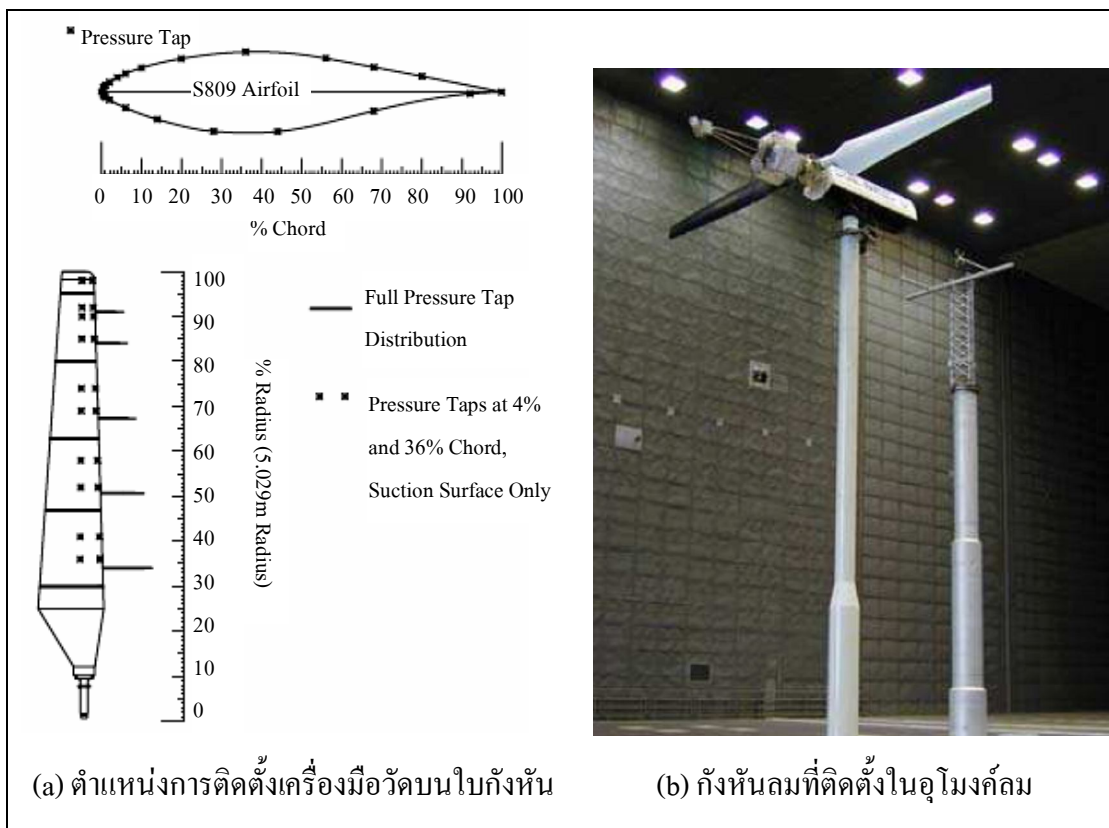 Pressure Tap
S809 Airfoil
0 10 20 30 40 50 60 70 80 90 100
% Chord
100
90
80
70
60
50
40
30
20
10
0
% Radius (5.029m Radius)
Full Pressure Tap
Distribution
Pressure Taps at 4%
and 36% Chord,
Suction Surface Only
(a) ตำแหน่งการติดตั้งเครื่องมือวัดบนใบกังหัน
(b) กังหันลมที่ติดตั้งในอุโมงค์ลม